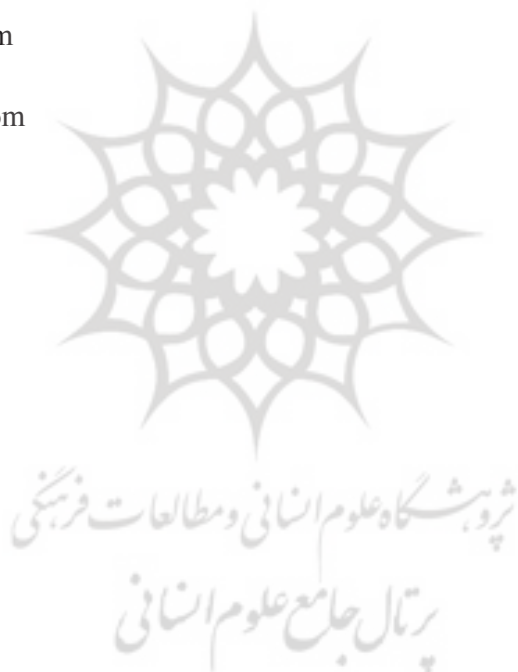 m
om
پژوهشگاه علوم انسانی و مطالعات فرهنگی
پرتال جامع علوم انسانی